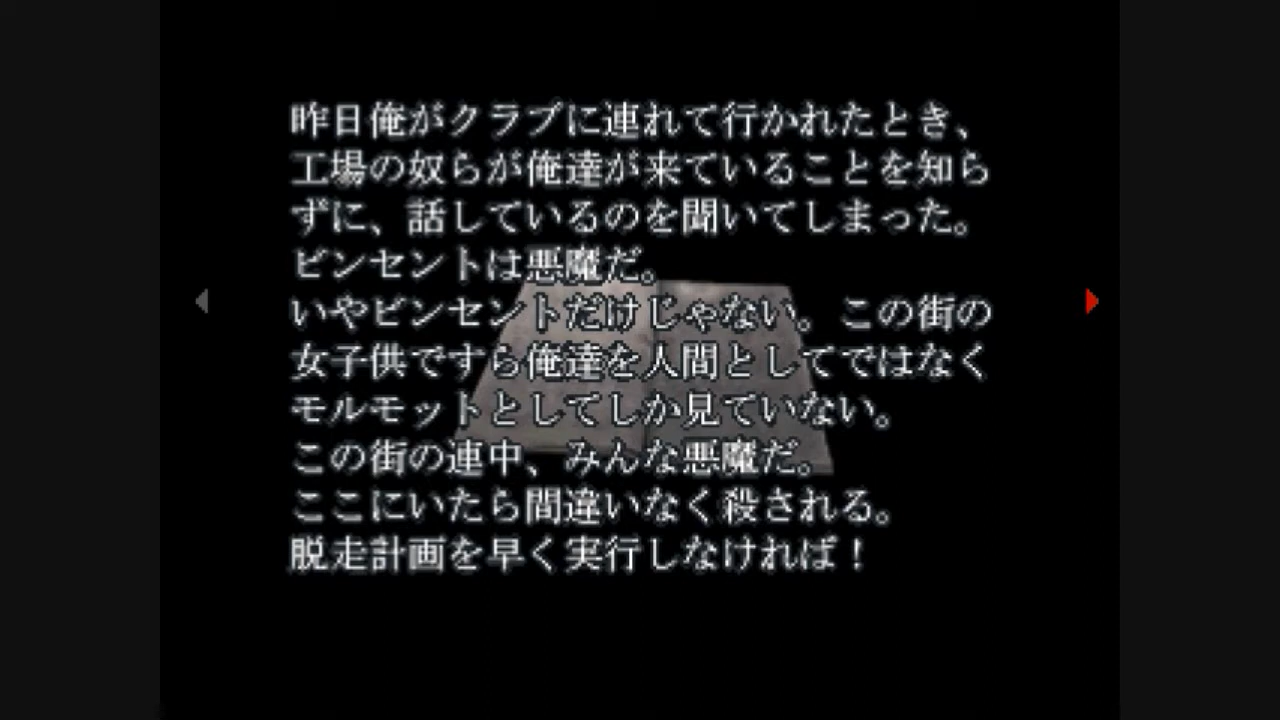 昨日俺がクラブに連れて行かれたとき、
工場の奴らが俺達が来ていることを知ら
ずに、話しているのを聞いてしまった。
ビンセントは悪魔だ。
いやビンセントだけじゃない。この街の
女子供ですら俺達を人間としてではなく
モルモットとしてしか見ていない。
この街の連中、みんな悪魔だ。
ここにいたら間違いなく殺される。
脱走計画を早く実行しなければ！